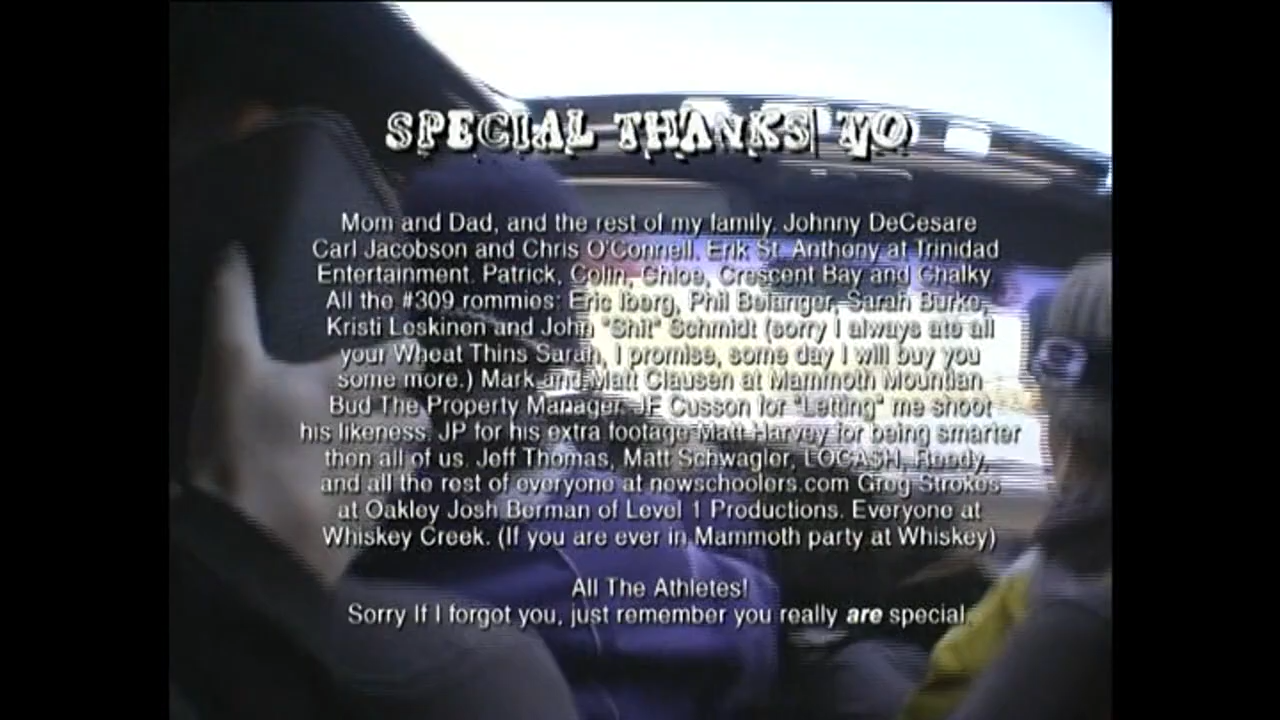 SPECIAL THANKS TO
Mom and Dad, and the rest of my family. Johnny DeCesare
Carl Jacobson and Chris O'Connell. Erik St. Anthony at Trinidad
Entertainment. Patrick, Colin, Chloe, Crescent Bay and Chalky
All the #309 rommies: Eric Iberg, Phil Belanger, Sarah Burke,
Kristi Leskinen and John "Shit" Schmidt (sorry I always ate all
your Wheat Thins Sarah, I promise, some day I will buy you
some more.) Mark and Matt Clausen at Mammoth Mountian
Bud The Property Manager. JF Cusson for "Letting" me shoot
his likeness. JP for his extra footage Matt Harvey for being smarter
then all of us. Jeff Thomas, Matt Schwagler, LOCASH, Reedy,
and all the rest of everyone at newschoolers.com Greg Strokes
at Oakley Josh Berman of Level 1 Productions. Everyone at
Whiskey Creek. (If you are ever in Mammoth party at Whiskey)
All The Athletes!
Sorry If I forgot you, just remember you really are special.